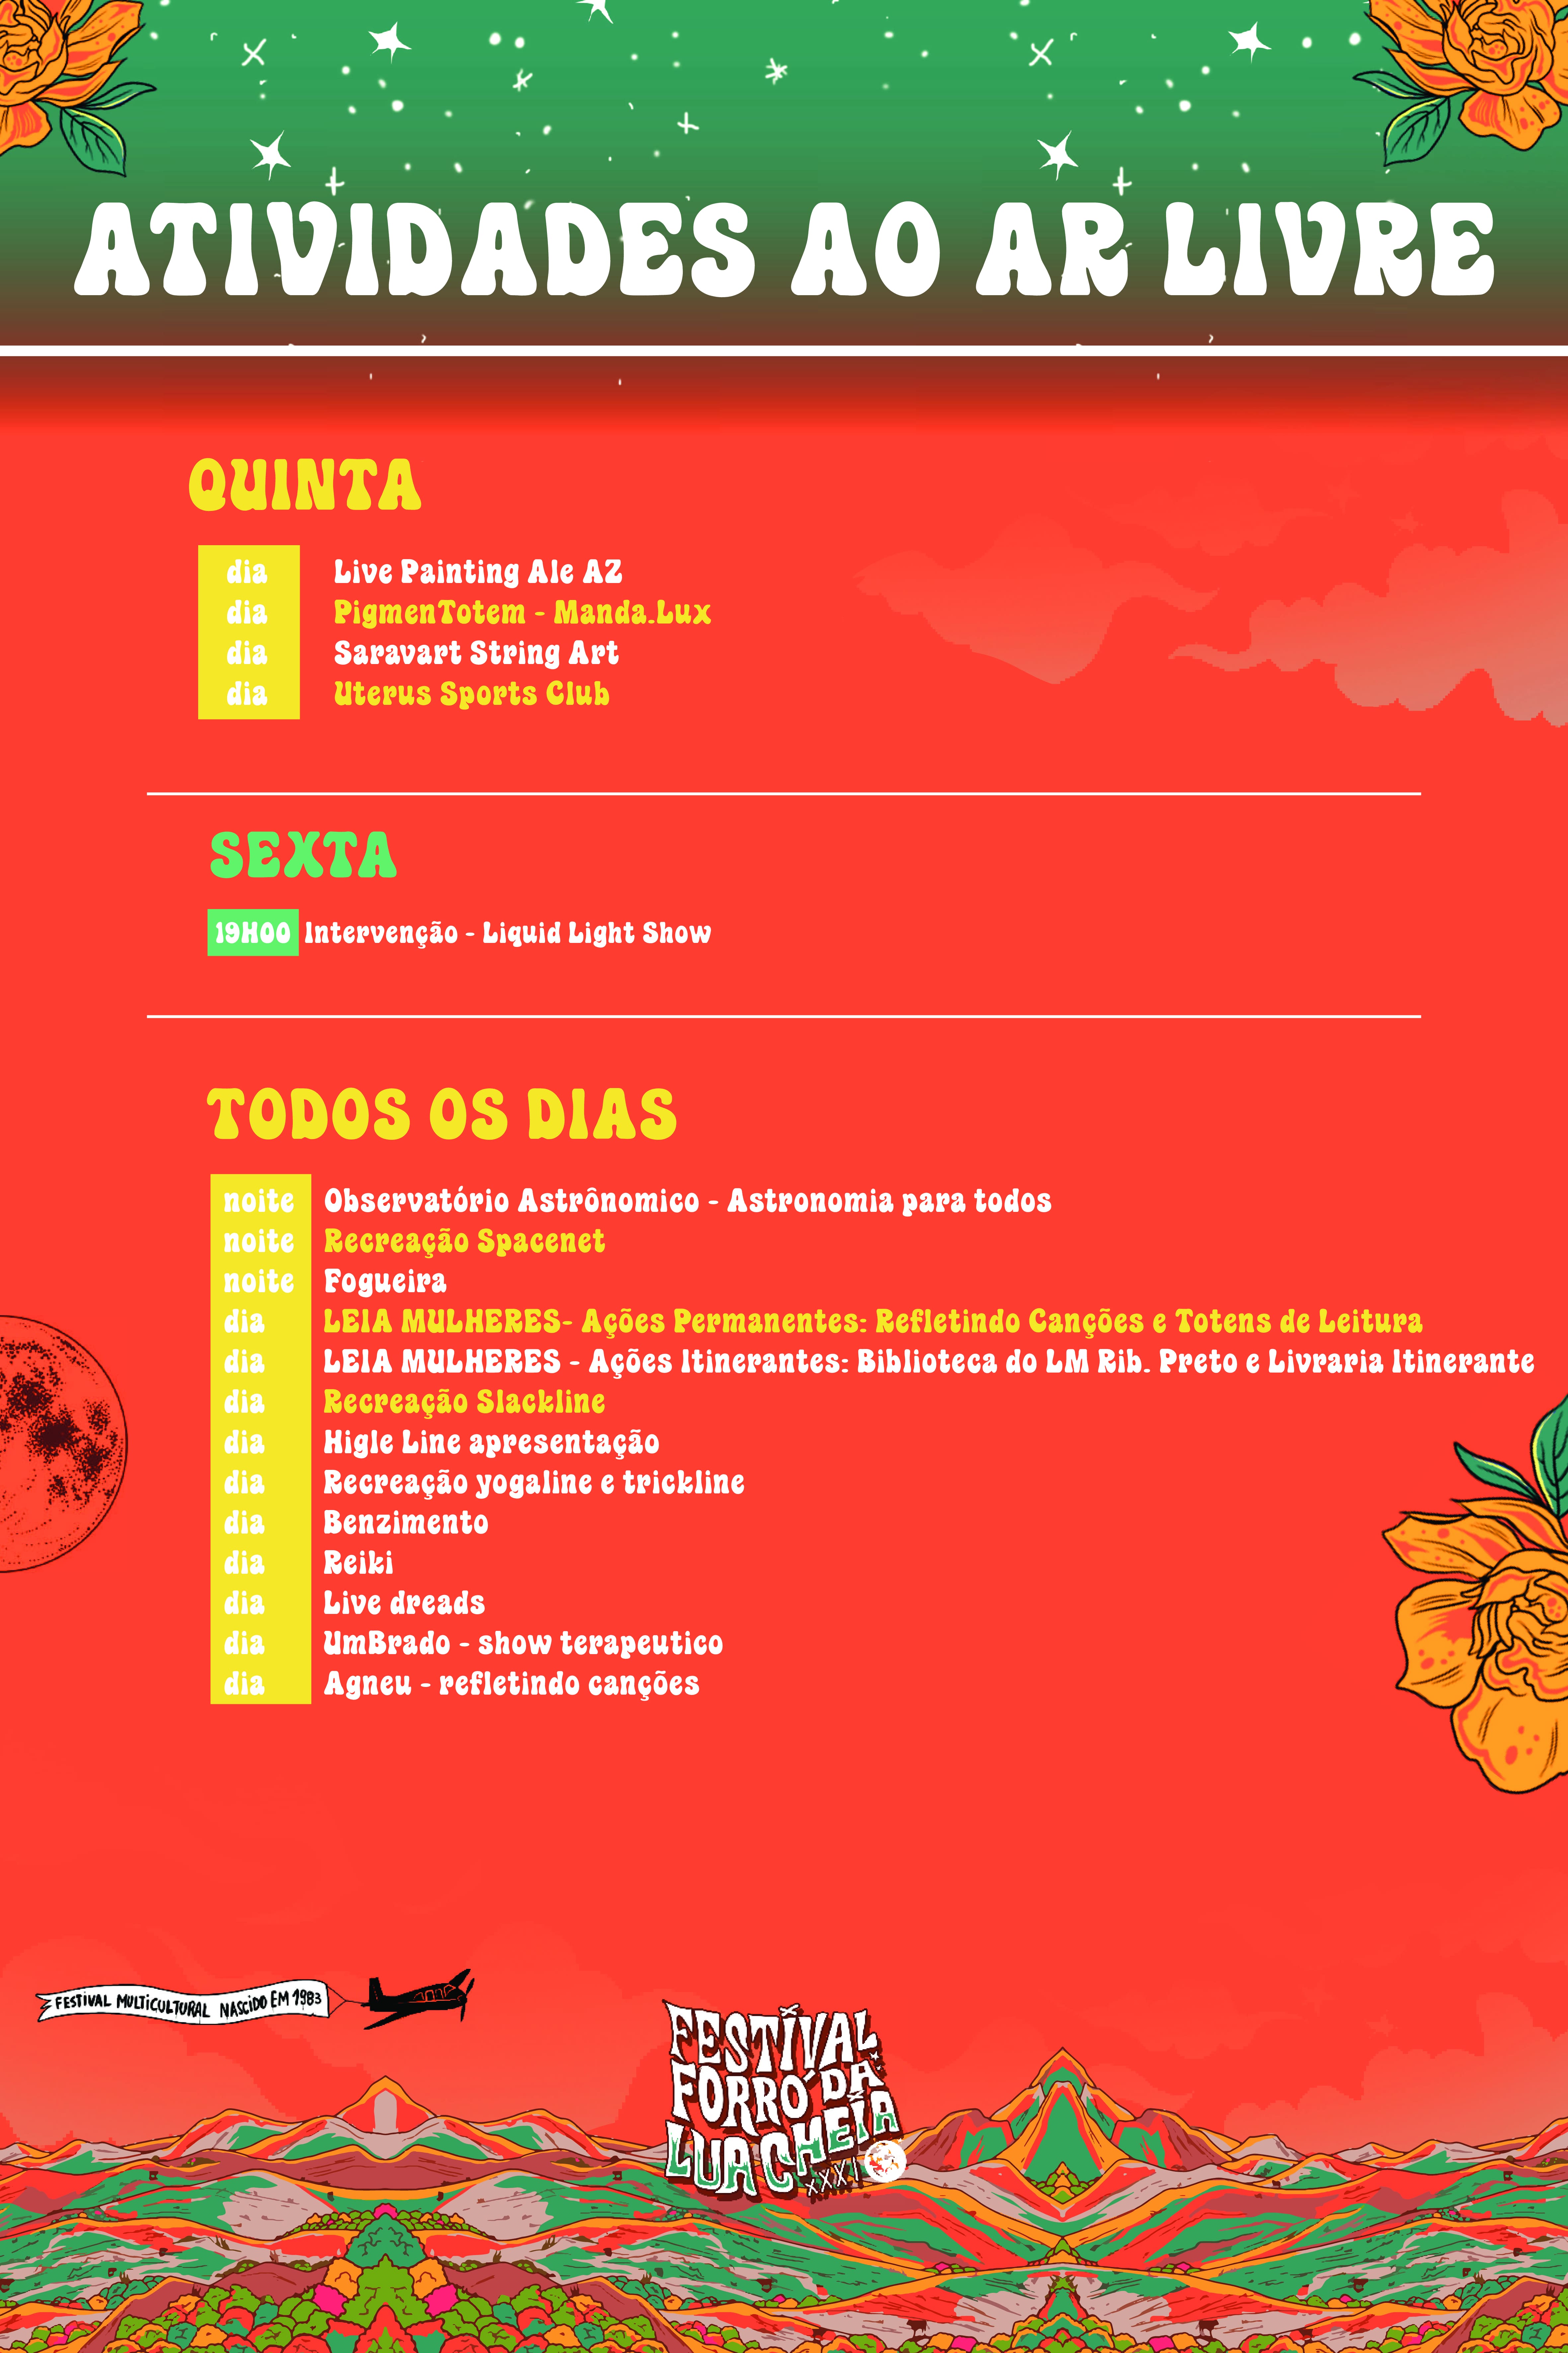 ATIVIDADES AO AR LIVRE
QUINTA
dia Live Painting Ale AZ
dia PigmenTotem - Manda.Lux
dia Saravart String Art
dia Uterus Sports Club
SEXTA
19H00 Intervenção - Liquid Light Show
TODOS OS DIAS
noite Observatório Astrônomico - Astronomia para todos
noite Recreação Spacenet
noite Fogueira
dia LEIA MULHERES- Ações Permanentes: Refletindo Canções e Totens de Leitura
dia LEIA MULHERES - Ações Itinerantes: Biblioteca do LM Rib. Preto e Livraria Itinerante
dia Recreação Slackline
dia Higle Line apresentação
dia Recreação yogaline e trickline
dia Benzimento
dia Reiki
dia Live dreads
dia UmBrado - show terapeutico
dia Agneu - refletindo canções
FESTIVAL MULTICULTURAL NASCIDO EM 1983
FESTIVAL
FORRÓ DA
LUA CHEIA
XXXI